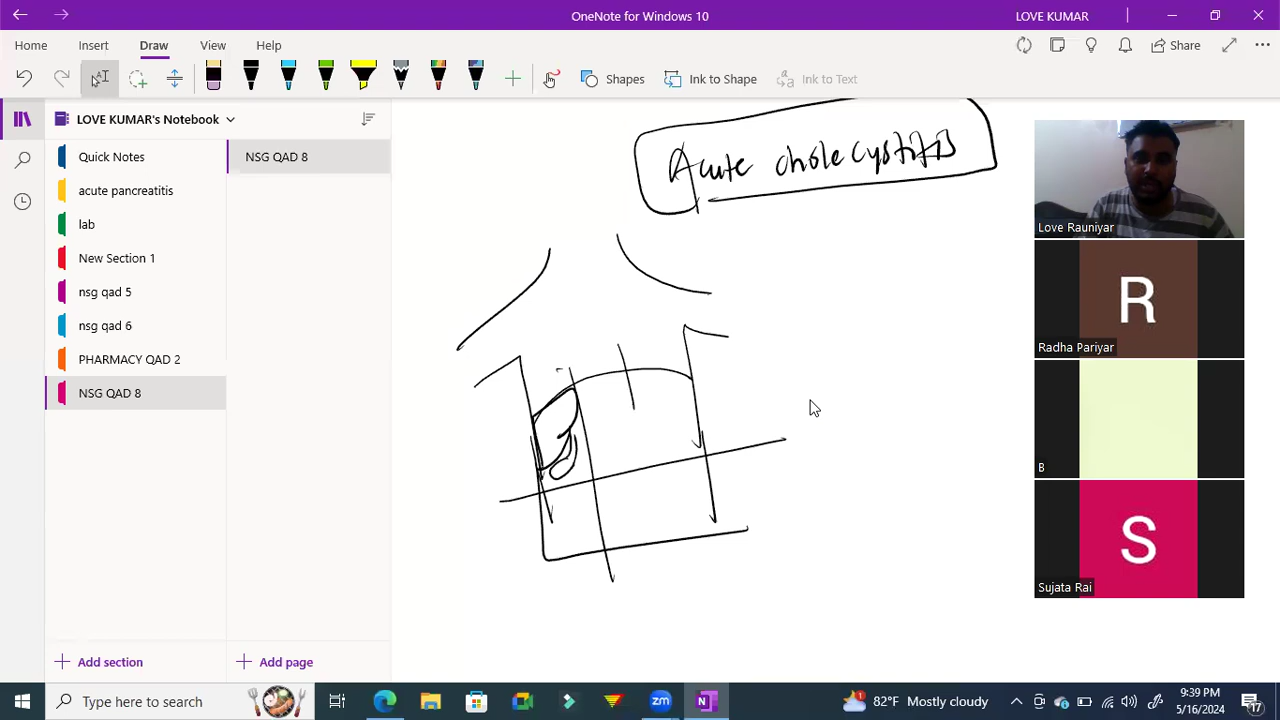 OneNote for Windows 10
LOVE KUMAR
Home Insert Draw View Help
Share
Shapes
Ink to Shape
Ink to Text
LOVE KUMAR's Notebook
Quick Notes
acute pancreatitis
lab
New Section 1
nsg qad 5
nsg qad 6
PHARMACY QAD 2
NSG QAD 8
Add section
NSG QAD 8
Add page
Acute cholecystitis
Love Rauniyar
R
Radha Pariyar
B
S
Sujata Rai
Type here to search
zm
N
1
82°F Mostly cloudy
9:39 PM
5/16/2024
17